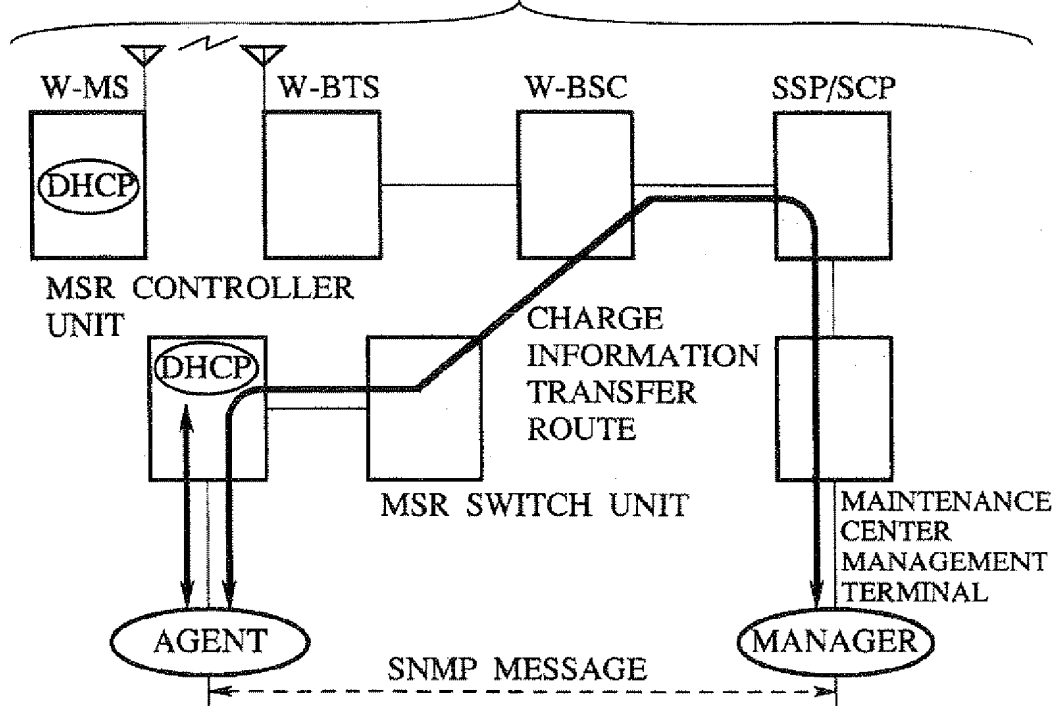 W-MS
W-BTS
W-BSC
SSP/SCP
DHCP
MSR CONTROLLER
UNIT
DHCP
CHARGE
INFORMATION
TRANSFER
ROUTE
MSR SWITCH UNIT
MAINTENANCE
CENTER
MANAGEMENT
TERMINAL
AGENT
MANAGER
SNMP MESSAGE